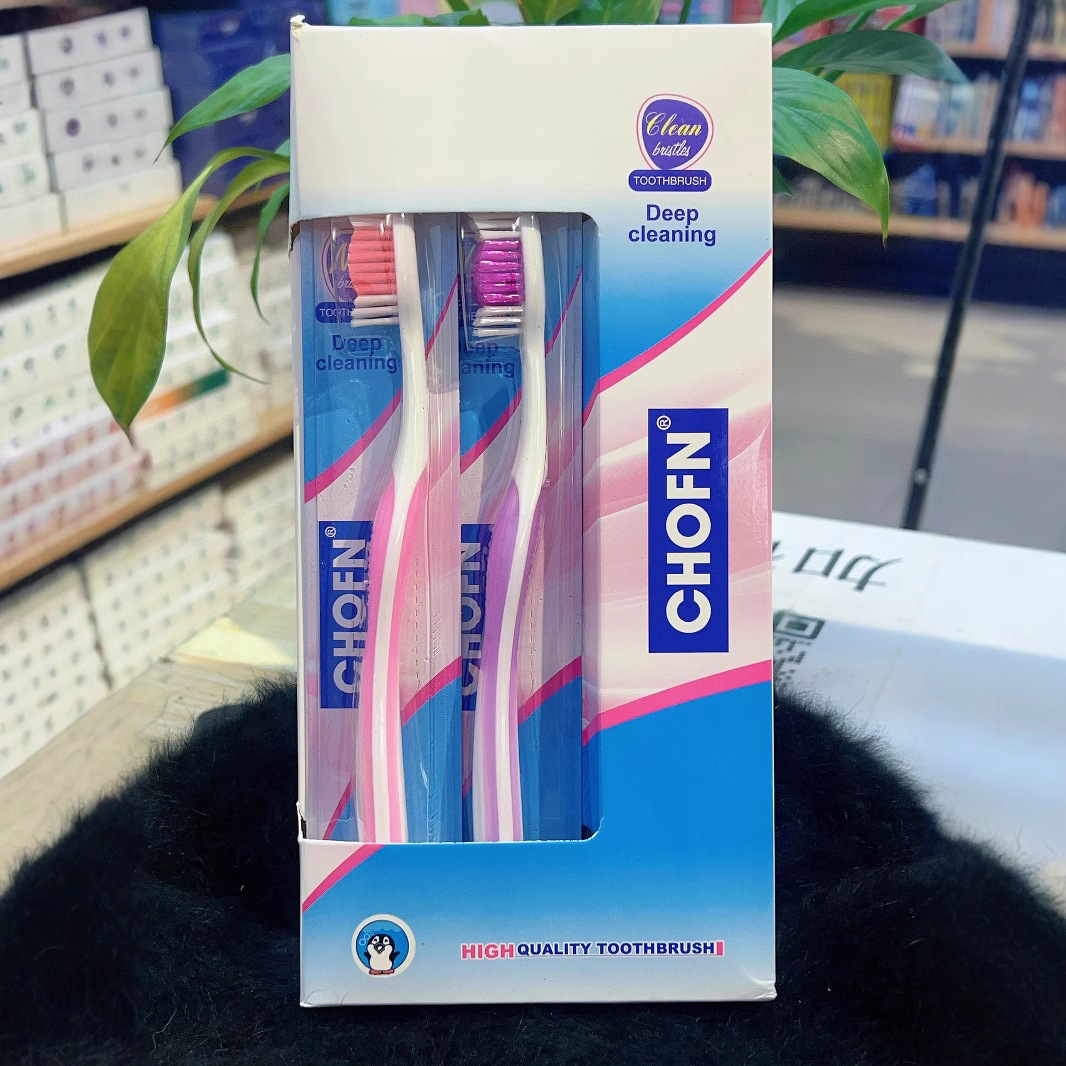 Clean
bristles
TOOTHBRUSH
Deep
cleaning
CHOFN®
Deep
cleaning
CHOFN®
CHOFN
HIGH QUALITY TOOTHBRUSH